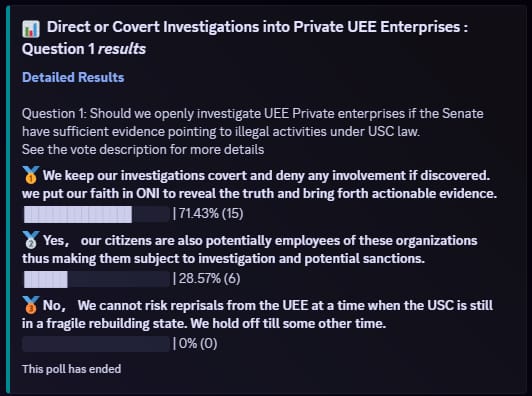 Direct or Covert Investigations into Private UEE Enterprises :
Question 1 results
Detailed Results
Question 1: Should we openly investigate UEE Private enterprises if the Senate
have sufficient evidence pointing to illegal activities under USC law.
See the vote description for more details
1 We keep our investigations covert and deny any involvement if discovered.
we put our faith in ONI to reveal the truth and bring forth actionable evidence.
| 71.43% (15)
2 Yes, our citizens are also potentially employees of these organizations
thus making them subject to investigation and potential sanctions.
| 28.57% (6)
3 No, We cannot risk reprisals from the UEE at a time when the USC is still
in a fragile rebuilding state. We hold off till some other time.
| 0% (0)
This poll has ended